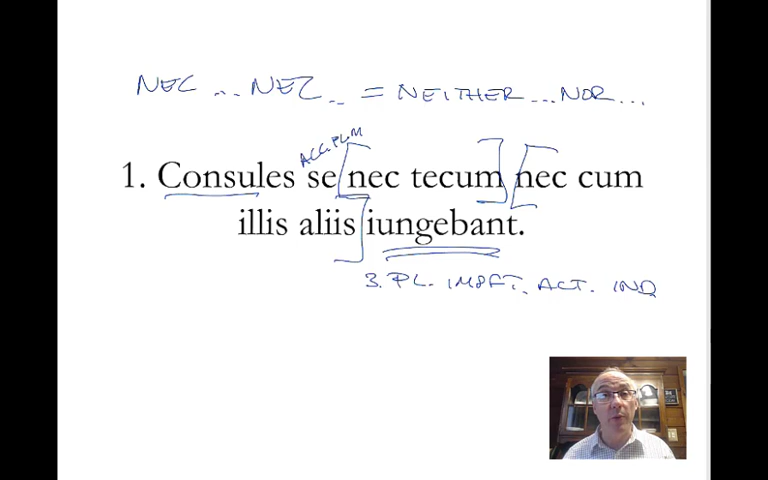 NEC ... NEC .. = NEITHER ... NOR ...
ACC. PL. M
1. Consules se [nec tecum] [nec cum
illis aliis] iungebant.
3. PL. IMPFT. ACT. IND